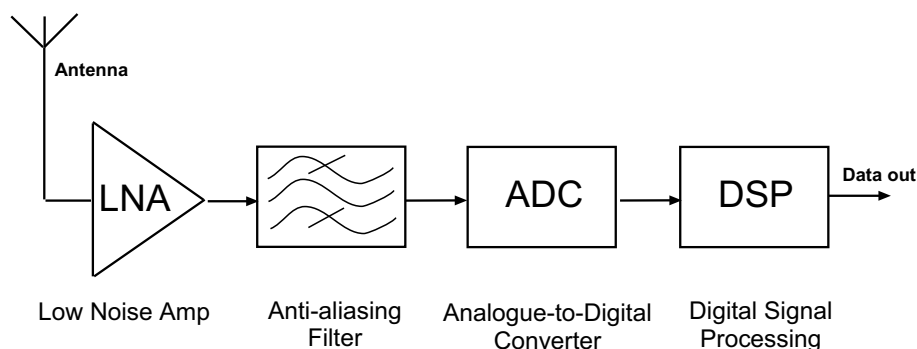 Antenna
LNA
ADC
DSP
Data out
Low Noise Amp
Anti-aliasing
Filter
Analogue-to-Digital
Converter
Digital Signal
Processing